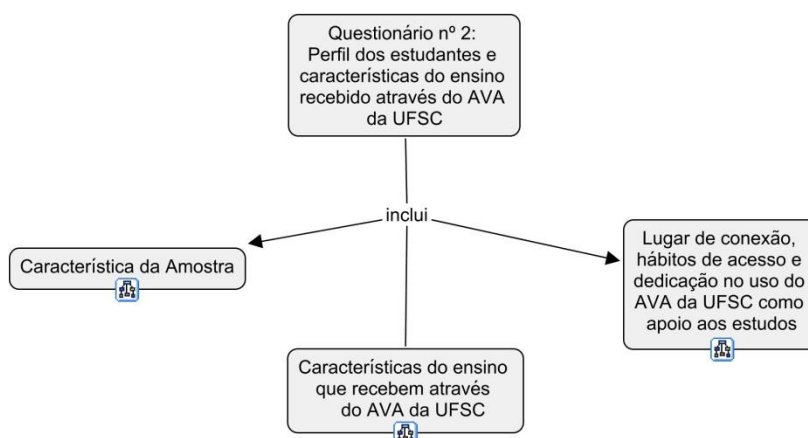 Questionário nº 2:
Perfil dos estudantes e
características do ensino
recebido através do AVA
da UFSC
inclui
Característica da Amostra
Lugar de conexão,
hábitos de acesso e
dedicação no uso do
AVA da UFSC como
apoio aos estudos
Características do ensino
que recebem através
do AVA da UFSC